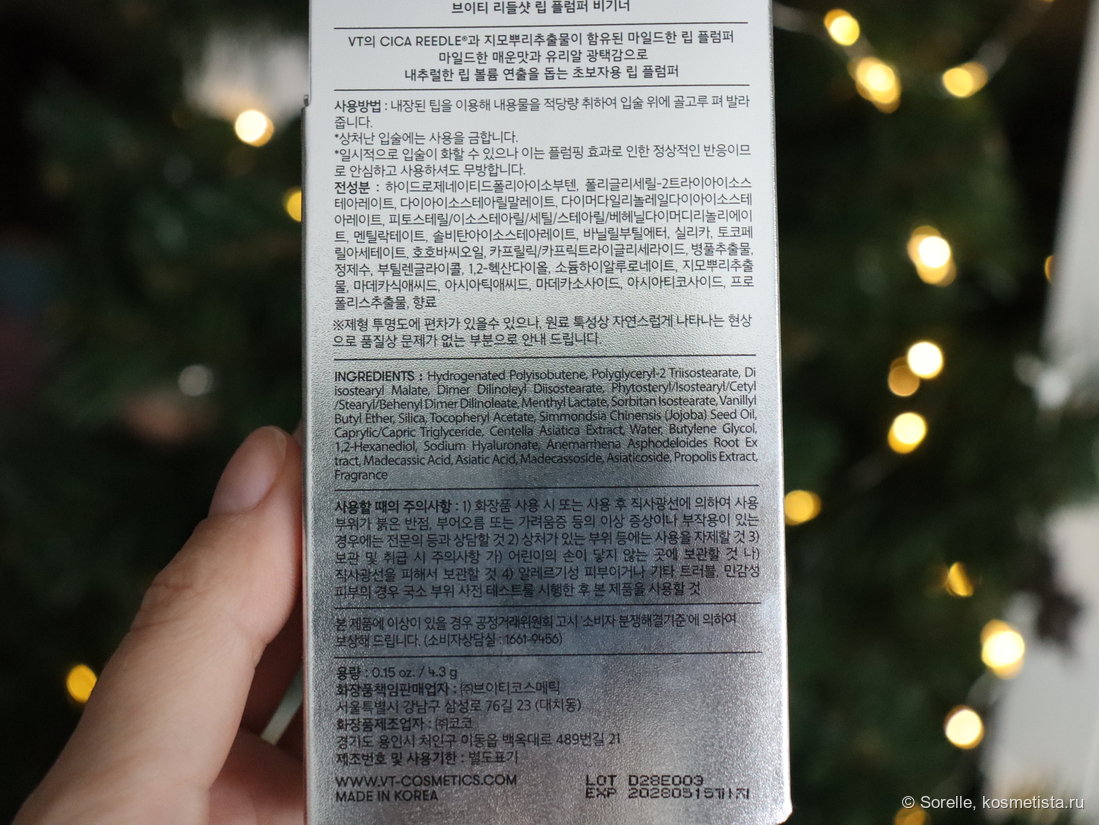 브이티 리들샷 립 플럼퍼 비기너
VT의 CICA REEDLE®과 지모뿌리추출물이 함유된 마일드한 립 플럼퍼
마일드한 매운맛과 유리알 광택감으로
내추럴한 립 볼륨 연출을 돕는 초보자용 립 플럼퍼
사용방법 : 내장된 팁을 이용해 내용물을 적당량 취하여 입술 위에 골고루 펴 발라
줍니다.
*상처난 입술에는 사용을 금합니다.
*일시적으로 입술이 화할 수 있으나 이는 플럼핑 효과로 인한 정상적인 반응이므
로 안심하고 사용하셔도 무방합니다.
전성분 : 하이드로제네이티드폴리아이소부텐, 폴리글리세릴-2트라이아이소스
테아레이트, 다이아이소스테아릴말레이트, 다이머다일리놀레일다이아이소스테
아레이트, 피토스테릴/이소스테아릴/세틸/스테아릴/베헤닐다이머디리놀리에이
트, 멘틸락테이트, 솔비탄아이소스테아레이트, 바닐릴부틸에터, 실리카, 토코페
릴아세테이트, 호호바씨오일, 카프릴릭/카프릭트라이글리세라이드, 병풀추출물,
정제수, 부틸렌글라이콜, 1,2-헥산다이올, 소듐하이알루로네이트, 지모뿌리추출
물, 마데카식애씨드, 아시아틱애씨드, 마데카소사이드, 아시아티코사이드, 프로
폴리스추출물, 향료
※제형 투명도에 편차가 있을수 있으나, 원료 특성상 자연스럽게 나타나는 현상
으로 품질상 문제가 없는 부분으로 안내 드립니다.
INGREDIENTS : Hydrogenated Polyisobutene, Polyglyceryl-2 Triisostearate, Di
isostearyl Malate, Dimer Dilinoleyl Diisostearate, Phytosteryl/Isostearyl/Cetyl
/Stearyl/Behenyl Dimer Dilinoleate, Menthyl Lactate, Sorbitan Isostearate, Vanillyl
Butyl Ether, Silica, Tocopheryl Acetate, Simmondsia Chinensis (Jojoba) Seed Oil,
Caprylic/Capric Triglyceride, Centella Asiatica Extract, Water, Butylene Glycol,
1,2-Hexanediol, Sodium Hyaluronate, Anemarrhena Asphodeloides Root Ex
tract, Madecassic Acid, Asiatic Acid, Madecassoside, Asiaticoside, Propolis Extract,
Fragrance
사용할 때의 주의사항 : 1) 화장품 사용 시 또는 사용 후 직사광선에 의하여 사용
부위가 붉은 반점, 부어오름 또는 가려움증 등의 이상 증상이나 부작용이 있는
경우에는 전문의 등과 상담할 것 2) 상처가 있는 부위 등에는 사용을 자제할 것 3)
보관 및 취급 시 주의사항 가) 어린이의 손이 닿지 않는 곳에 보관할 것 나)
직사광선을 피해서 보관할 것 4) 알레르기성 피부이거나 기타 트러블, 민감성
피부의 경우 국소 부위 사전 테스트를 시행한 후 본 제품을 사용할 것
본 제품에 이상이 있을 경우 공정거래위원회 고시 '소비자 분쟁해결기준'에 의하여
보상해 드립니다. (소비자상담실 : 1661-9456)
용량 : 0.15 oz. / 4.3 g
화장품책임판매업자 : ㈜브이티코스메틱
서울특별시 강남구 삼성로 76길 23 (대치동)
화장품제조업자 : ㈜코코
경기도 용인시 처인구 이동읍 백옥대로 489번길 21
제조번호 및 사용기한 : 별도표기
WWW.VT-COSMETICS.COM
MADE IN KOREA
LOT D28E009
EXP 20280515까지
© Sorelle, kosmetista.ru